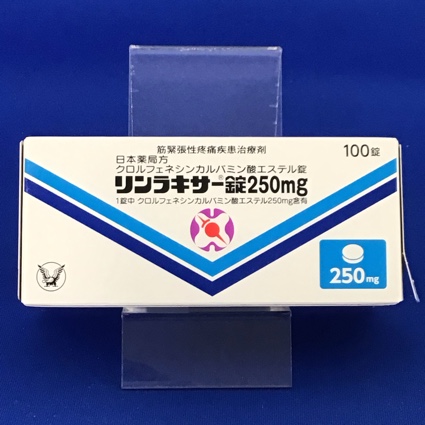 筋緊張性疼痛疾患治療剤
日本薬局方
クロルフェネシンカルバミン酸エステル錠
100錠
リンラキサー®錠250mg
1錠中 クロルフェネシンカルバミン酸エステル250mg含有
250mg